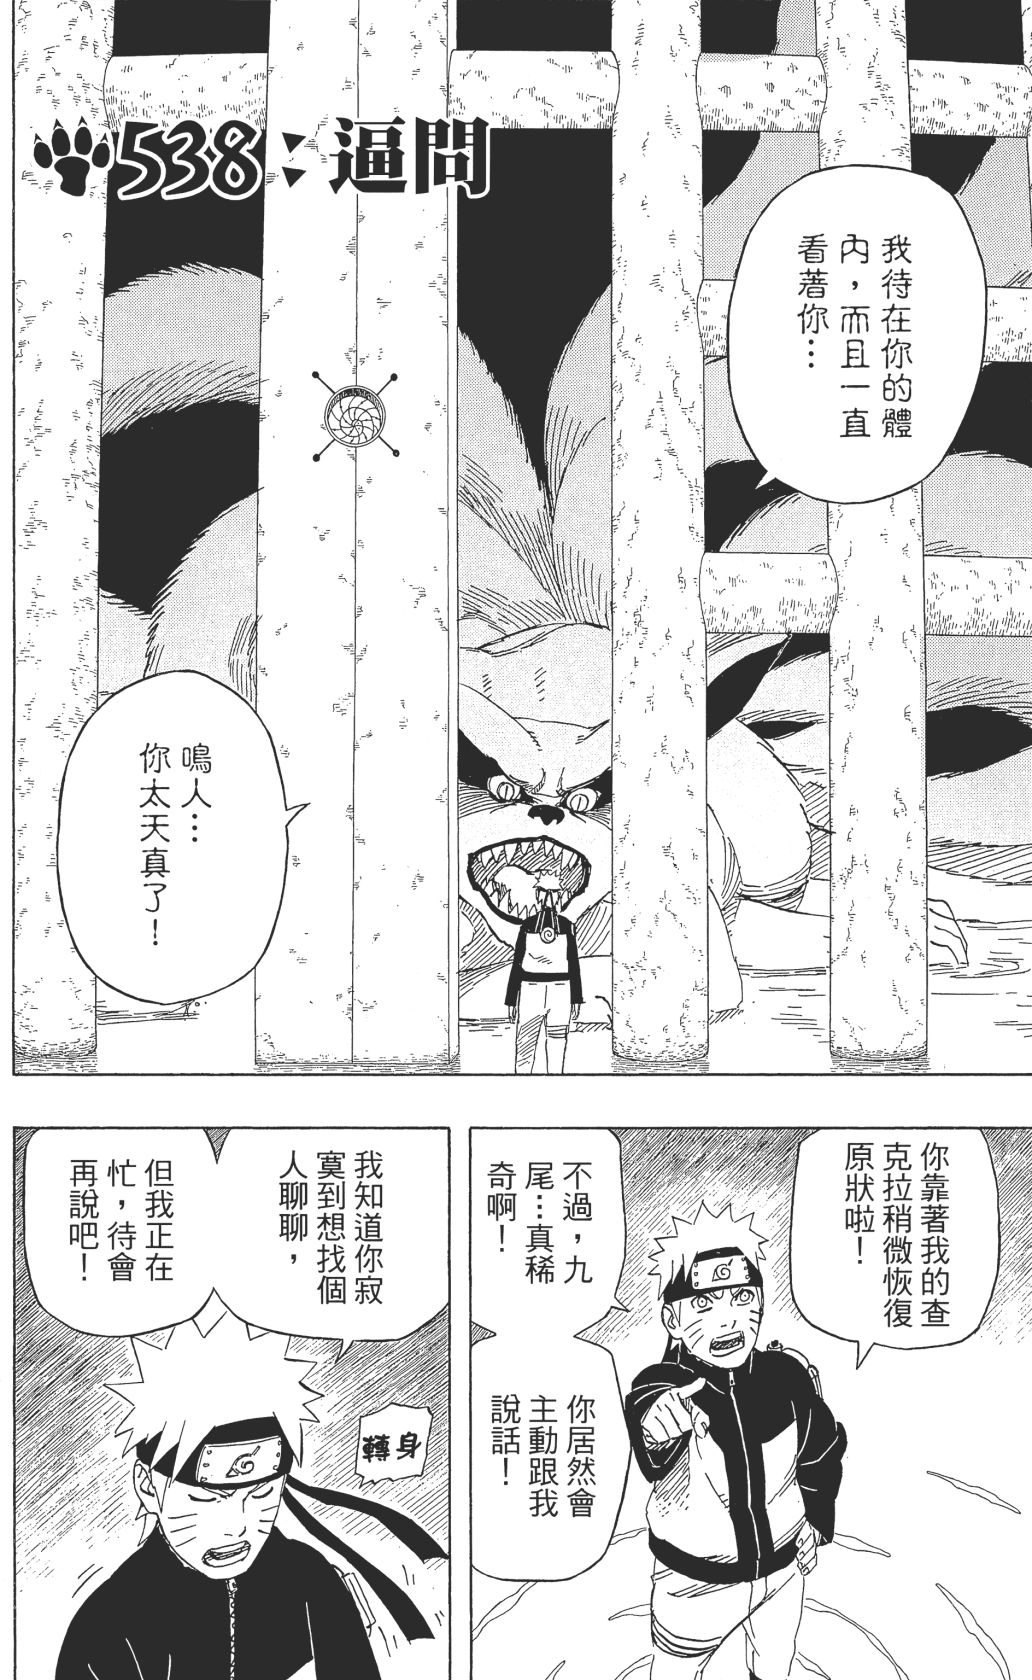 538：逼問
我待在你的體
內，而且一直
看著你…
鳴人…
你太天真了！
你靠著我的查
克拉稍微恢復
原狀啦！
不過，九
尾…真稀
奇啊！
你居然會
主動跟我
說話！
我知道你寂
寞到想找個
人聊聊，
但我正在
忙，待會
再說吧！
轉身